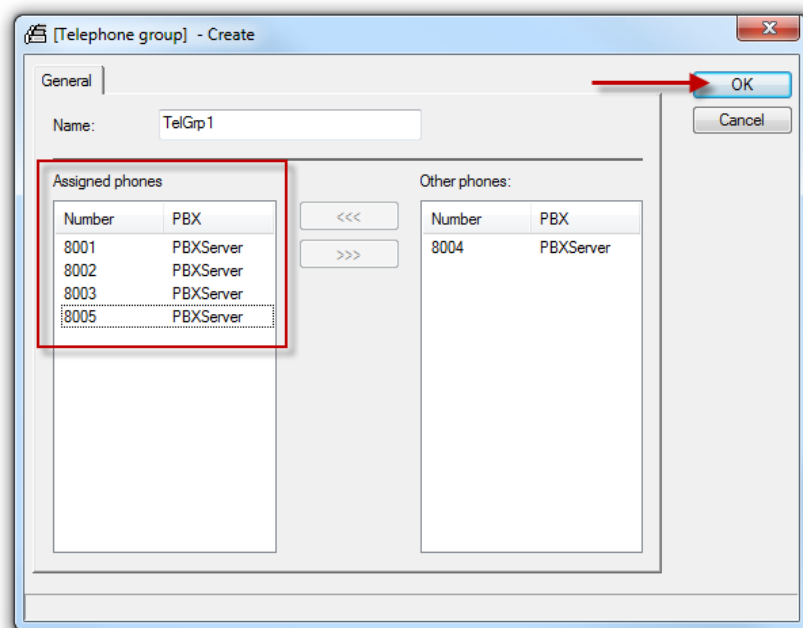 [Telephone group] - Create
General
OK
Name: TelGrp1
Cancel
Assigned phones Other phones:
Number PBX <<< Number PBX
8001 PBXServer >>> 8004 PBXServer
8002 PBXServer
8003 PBXServer
8005 PBXServer